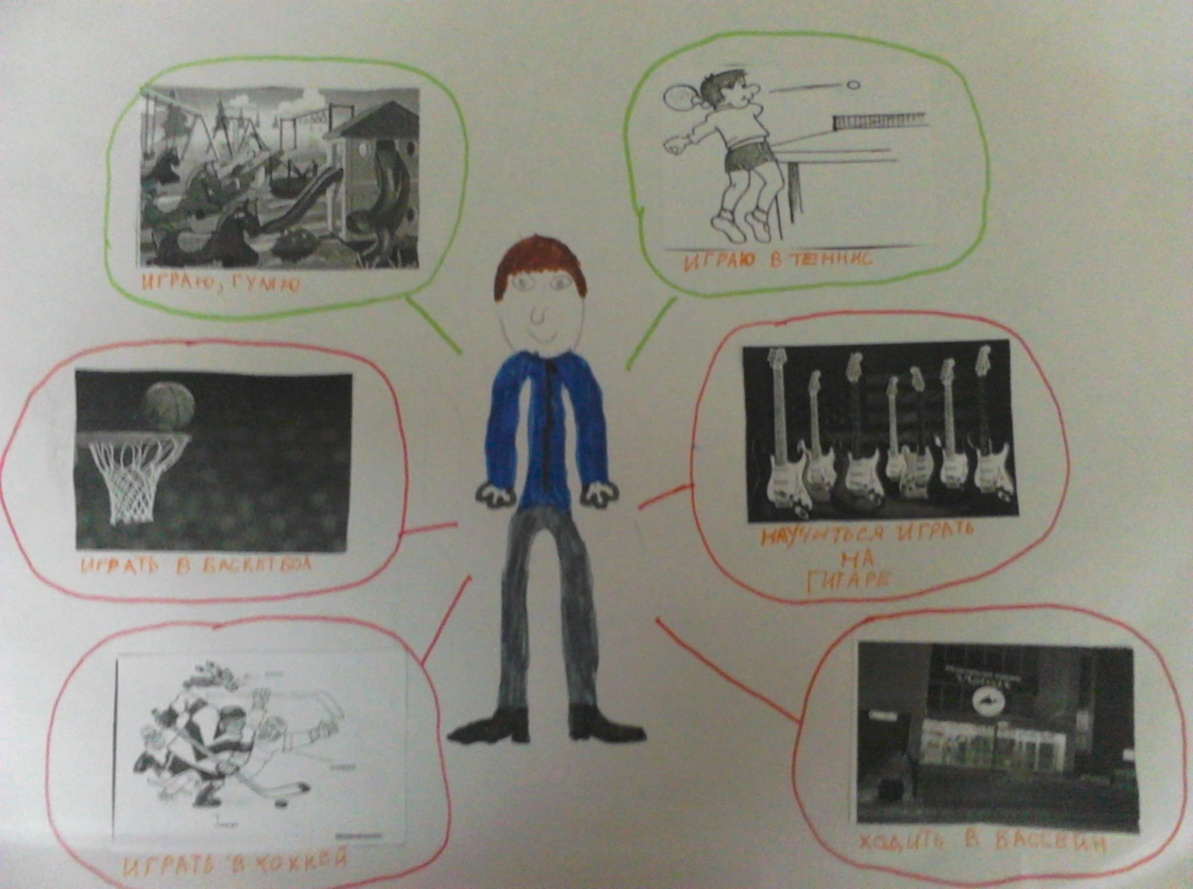 ИГРАЮ, ГУЛЯЮ
ИГРАЮ В ТЕННИС
ИГРАТЬ В БАСКЕТБОЛ
НАУЧИТЬСЯ ИГРАТЬ
НА
ГИТАРЕ
ИГРАТЬ В ХОККЕЙ
ХОДИТЬ В БАССЕЙН